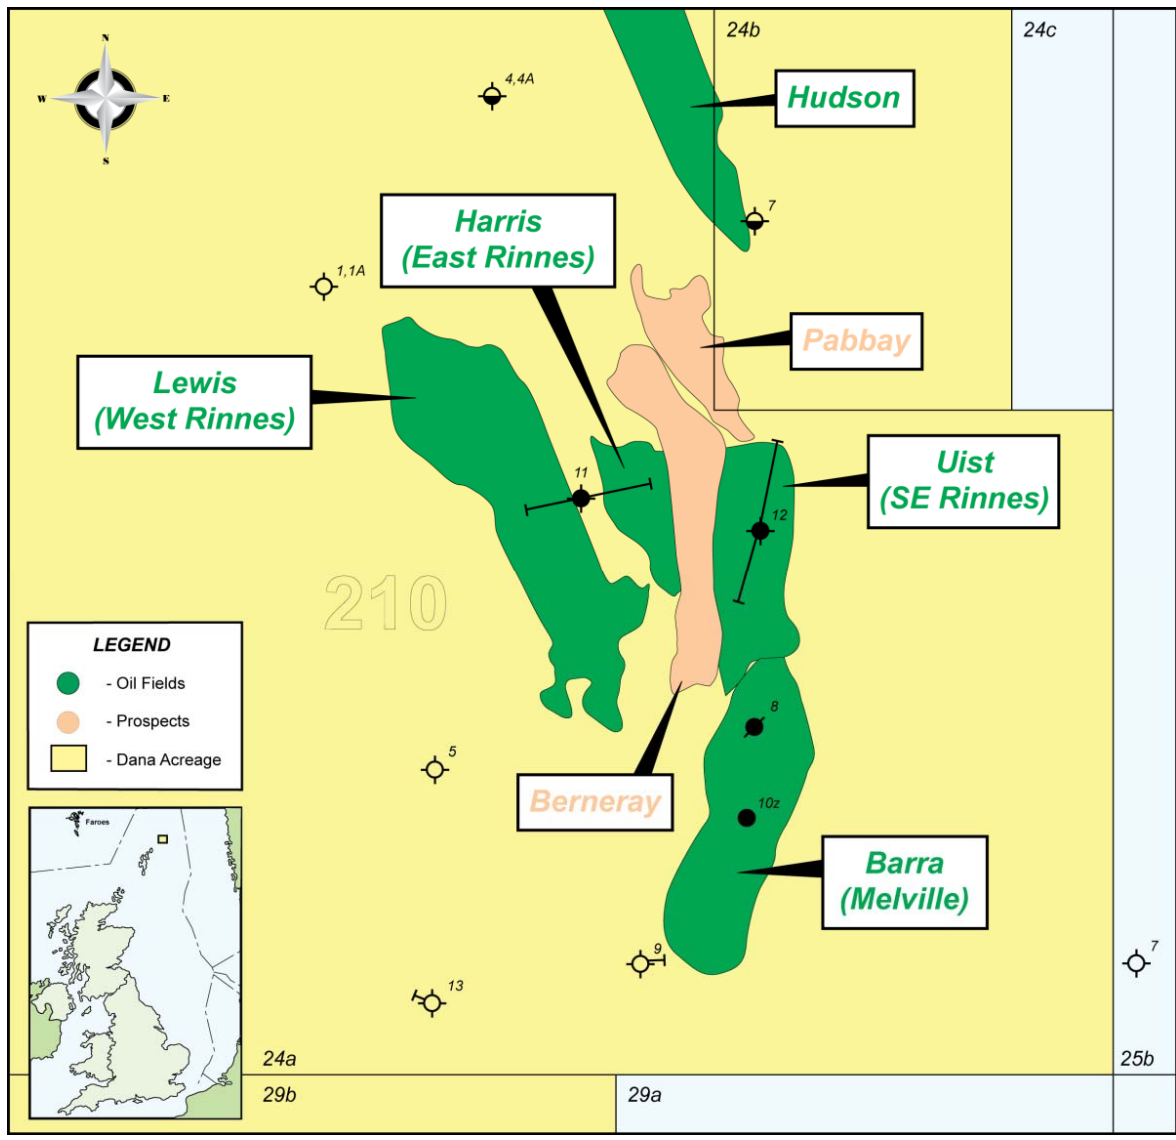 24b
24c
N
W
E
S
4,4A
Hudson
7
Harris
(East Rinnes)
1,1A
Pabbay
Lewis
(West Rinnes)
Uist
(SE Rinnes)
11
12
210
LEGEND
- Oil Fields
- Prospects
- Dana Acreage
8
5
Berneray
10z
Faroes
Barra
(Melville)
9
7
13
24a
25b
29b
29a